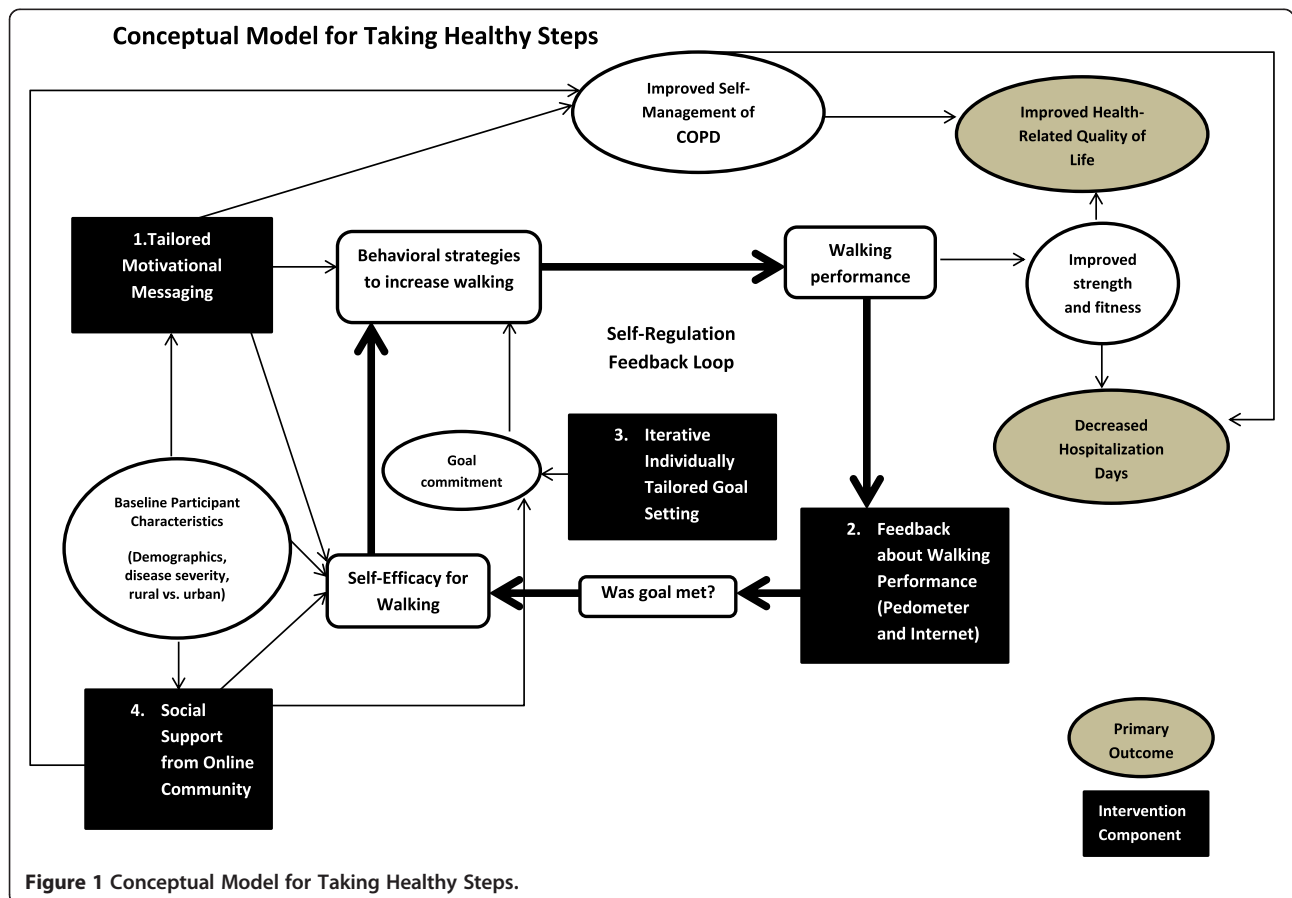 Conceptual Model for Taking Healthy Steps
Improved Self-
Management of
COPD
Improved Health-
Related Quality of
Life
1.Tailored
Motivational
Messaging
Behavioral strategies
to increase walking
Walking
performance
Improved
strength
and fitness
Self-Regulation
Feedback Loop
Goal
commitment
3. Iterative
Individually
Tailored Goal
Setting
Decreased
Hospitalization
Days
Baseline Participant
Characteristics
(Demographics,
disease severity,
rural vs. urban)
Self-Efficacy for
Walking
Was goal met?
2. Feedback
about Walking
Performance
(Pedometer
and Internet)
4. Social
Support
from Online
Community
Primary
Outcome
Intervention
Component
Figure 1 Conceptual Model for Taking Healthy Steps.